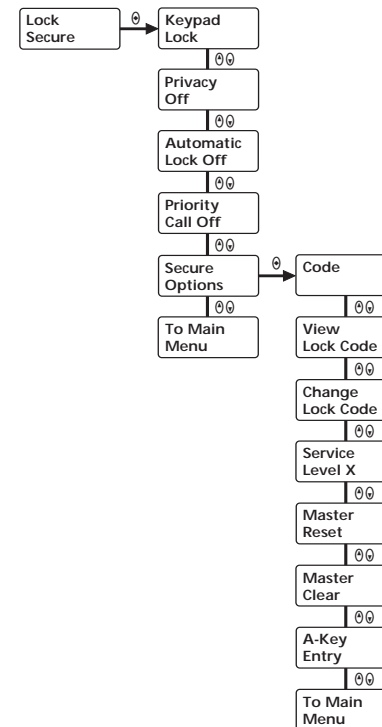 Lock
Secure
Keypad
Lock
Privacy
Off
Automatic
Lock Off
Priority
Call Off
Secure
Options
To Main
Menu
Code
View
Lock Code
Change
Lock Code
Service
Level X
Master
Reset
Master
Clear
A-Key
Entry
To Main
Menu